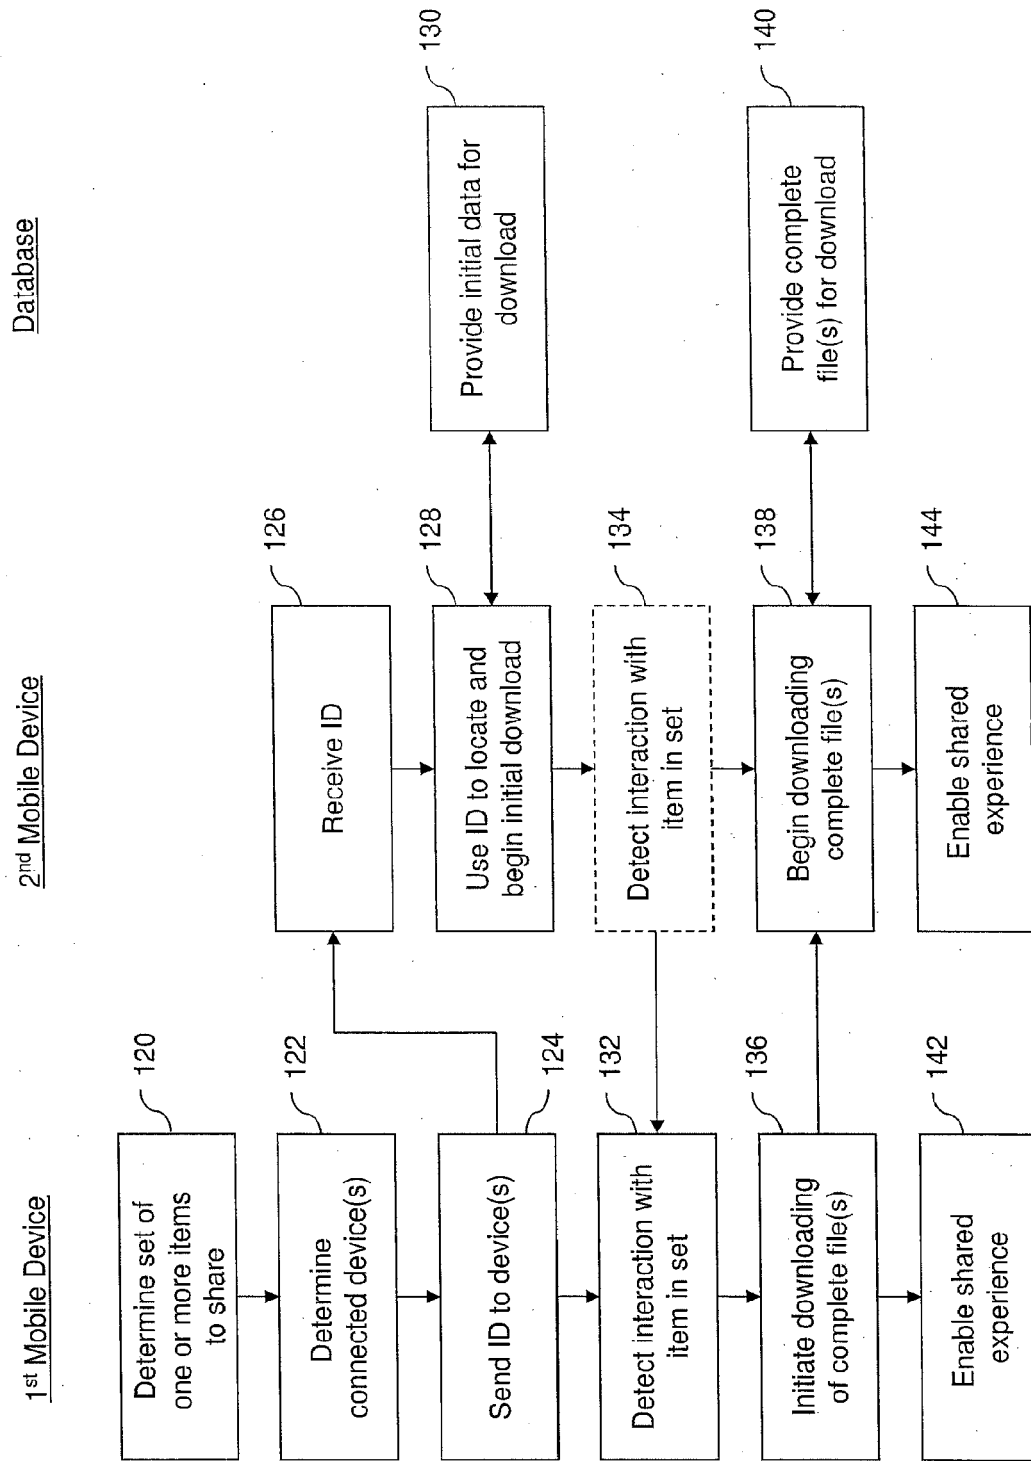 1st Mobile Device
2nd Mobile Device
Database
Determine set of
one or more items
to share
120
Determine
connected device(s)
122
Send ID to device(s)
124
Receive ID
126
Use ID to locate and
begin initial download
128
Provide initial data for
download
130
Detect interaction with
item in set
132
Detect interaction with
item in set
134
Initiate downloading
of complete file(s)
136
Begin downloading
complete file(s)
138
Provide complete
file(s) for download
140
Enable shared
experience
142
Enable shared
experience
144